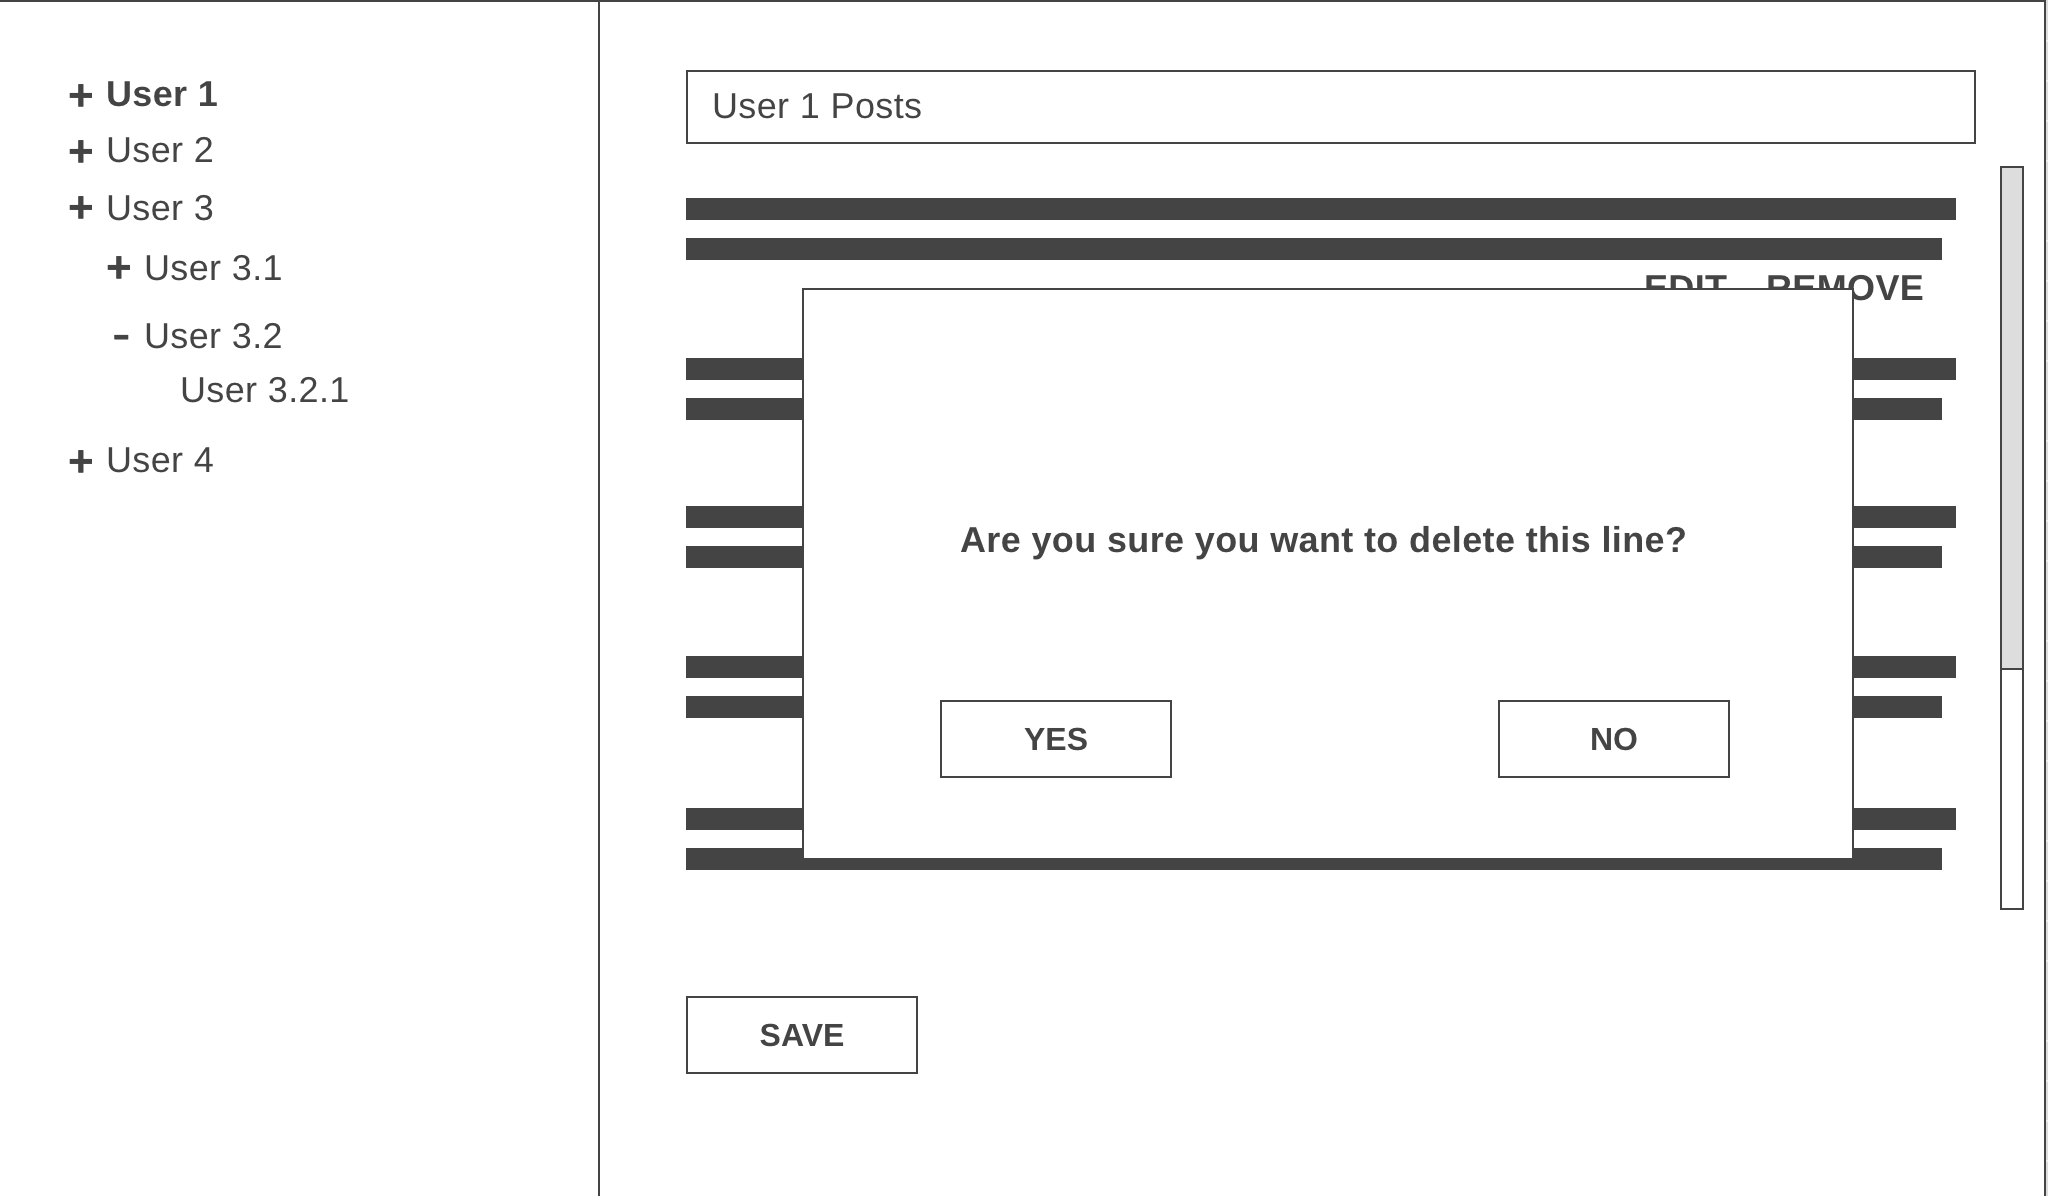 + User 1
+ User 2
+ User 3
+ User 3.1
- User 3.2
User 3.2.1
+ User 4
User 1 Posts
EDIT REMOVE
Are you sure you want to delete this line?
YES NO
SAVE